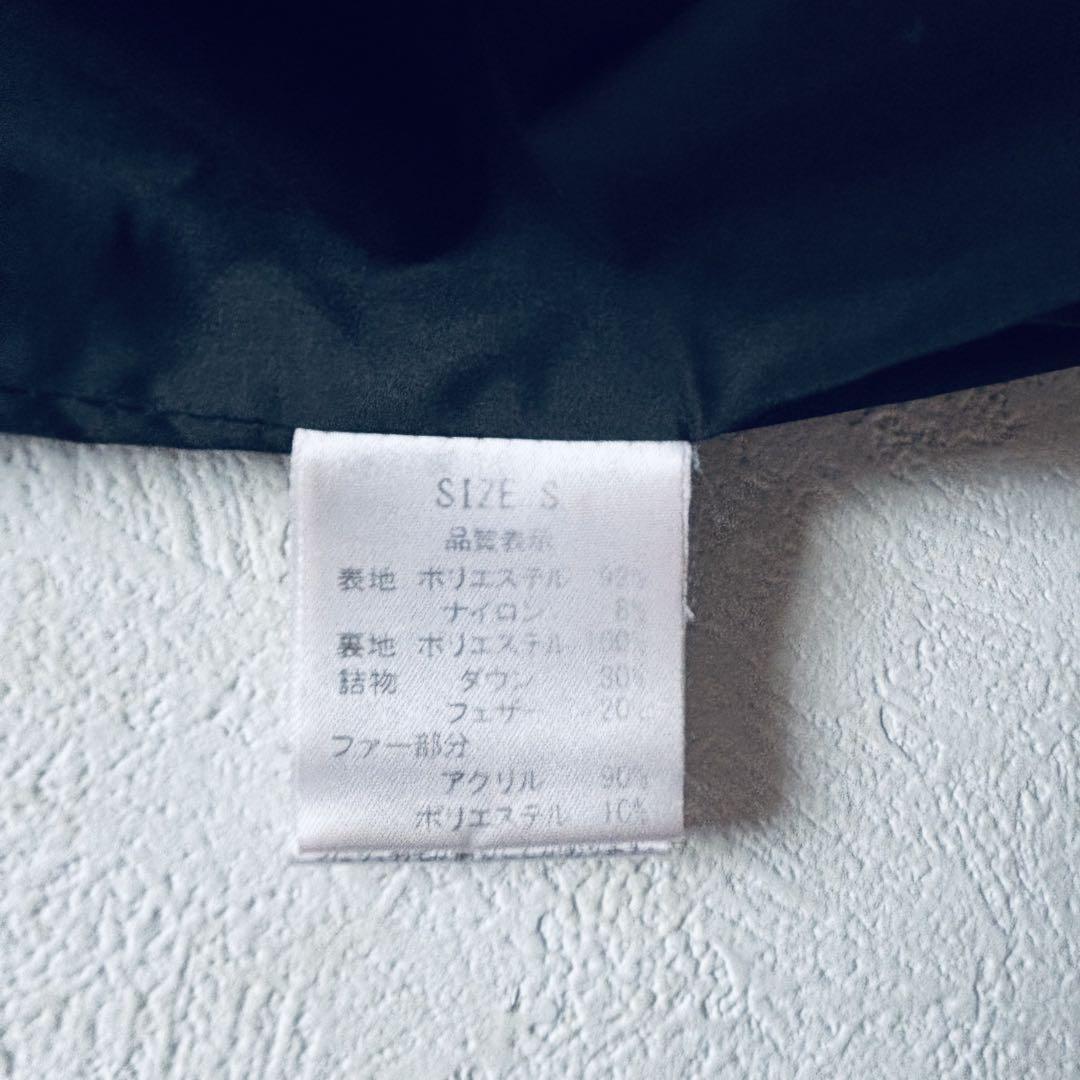 SIZE S
品質表示
表地 ポリエステル 92%
ナイロン 8%
裏地 ポリエステル 100%
詰物 ダウン
フェザー 20%
ファー部分
アクリル 90%
ポリエステル 10%